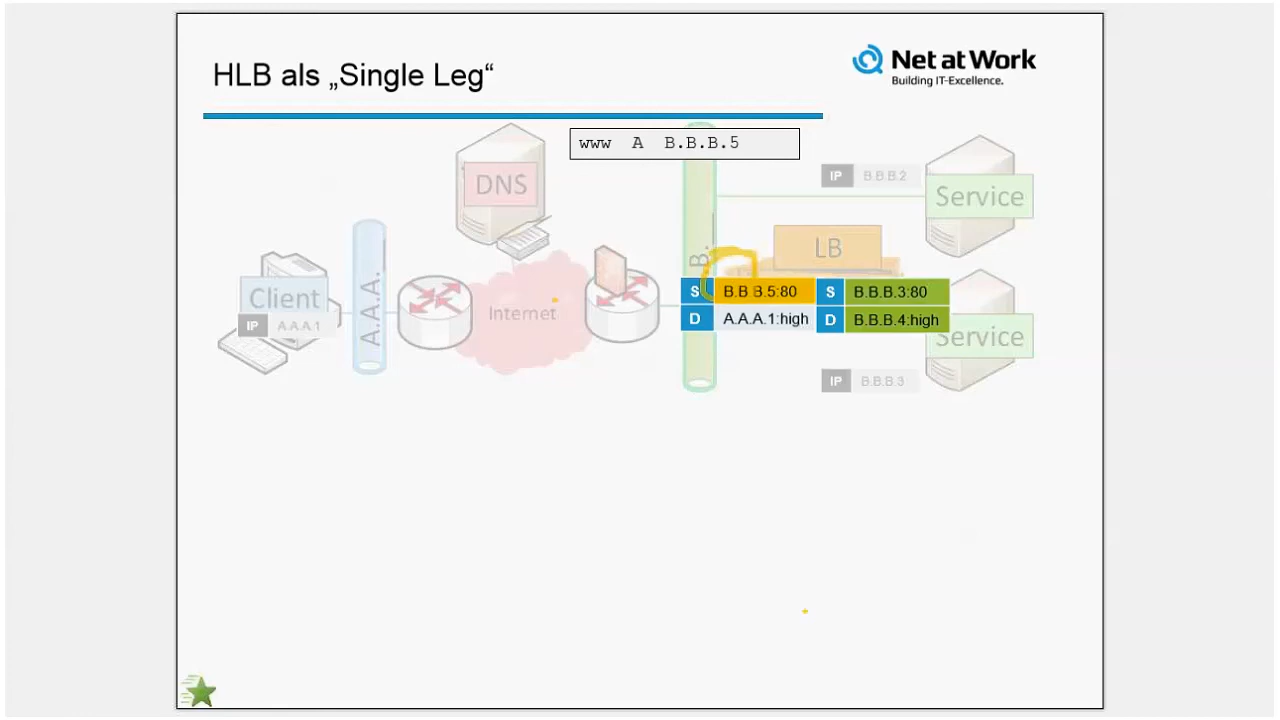 HLB als „Single Leg“
Net at Work
Building IT-Excellence.
www A B.B.B.5
DNS
IP B.B.B.2
Service
LB
B.
Client
IP A.A.A.1
A.A.A.
Internet
S B.B.B.5:80 S B.B.B.3:80
D A.A.A.1:high D B.B.B.4:high
Service
IP B.B.B.3